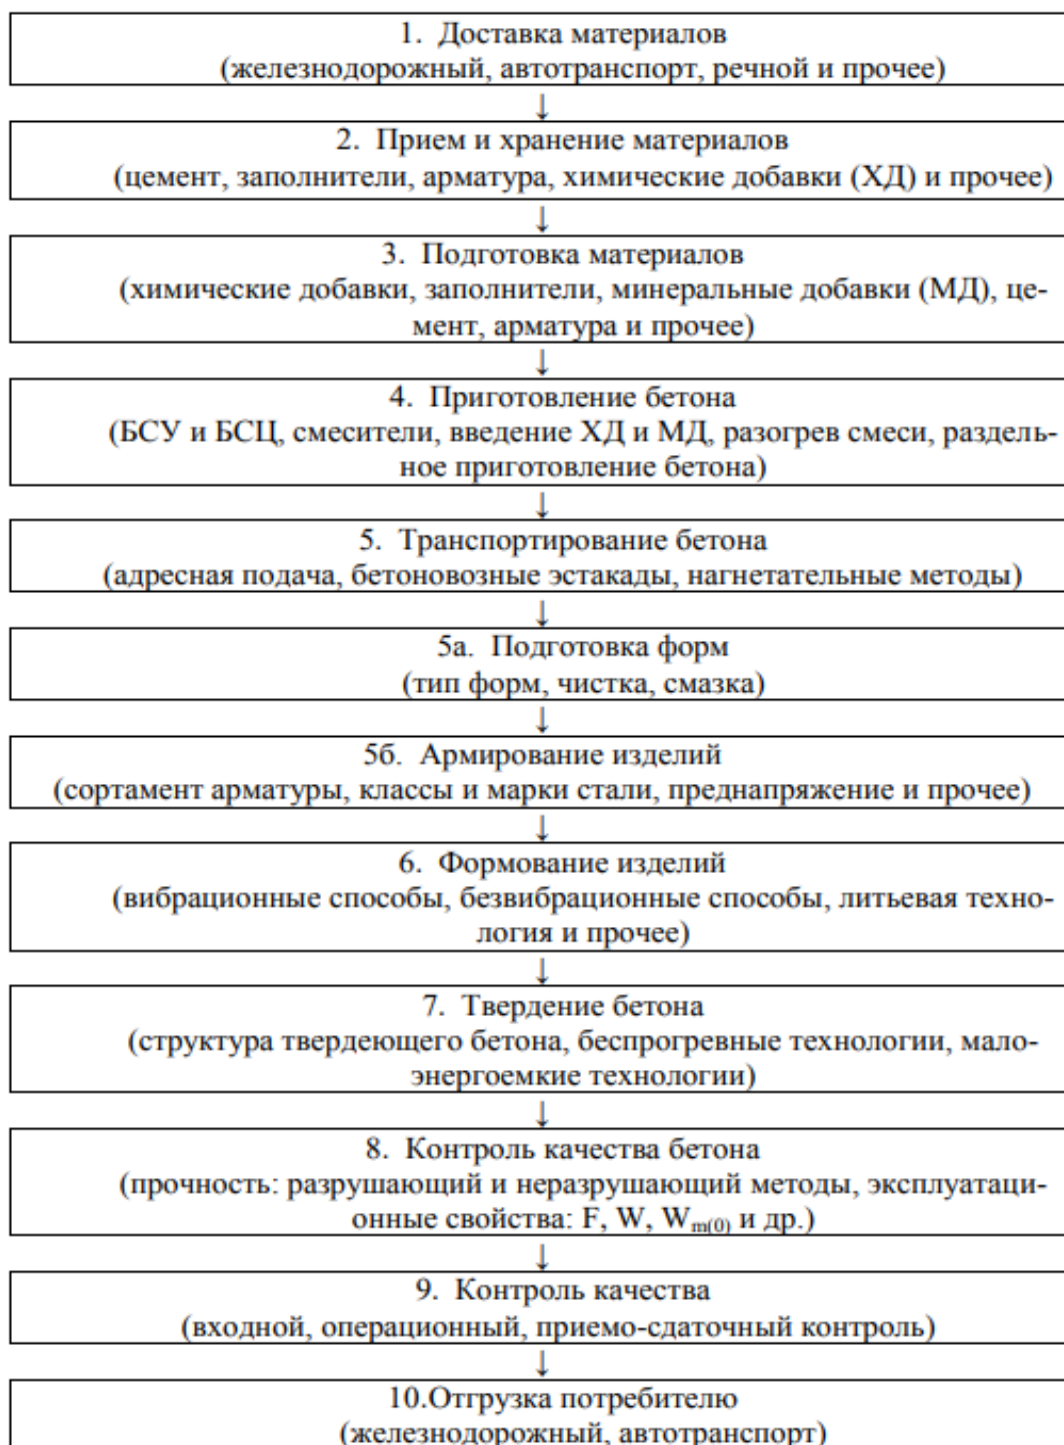 1. Доставка материалов
(железнодорожный, автотранспорт, речной и прочее)
↓
2. Прием и хранение материалов
(цемент, заполнители, арматура, химические добавки (ХД) и прочее)
↓
3. Подготовка материалов
(химические добавки, заполнители, минеральные добавки (МД), це-
мент, арматура и прочее)
↓
4. Приготовление бетона
(БСУ и БСЦ, смесители, введение ХД и МД, разогрев смеси, раздель-
ное приготовление бетона)
↓
5. Транспортирование бетона
(адресная подача, бетоновозные эстакады, нагнетательные методы)
↓
5а. Подготовка форм
(тип форм, чистка, смазка)
↓
5б. Армирование изделий
(сортамент арматуры, классы и марки стали, преднапряжение и прочее)
↓
6. Формование изделий
(вибрационные способы, безвибрационные способы, литьевая техно-
логия и прочее)
↓
7. Твердение бетона
(структура твердеющего бетона, беспрогревные технологии, мало-
энергоемкие технологии)
↓
8. Контроль качества бетона
(прочность: разрушающий и неразрушающий методы, эксплуатаци-
онные свойства: F, W, Wm(0) и др.)
↓
9. Контроль качества
(входной, операционный, приемо-сдаточный контроль)
↓
10.Отгрузка потребителю
(железнодорожный, автотранспорт)